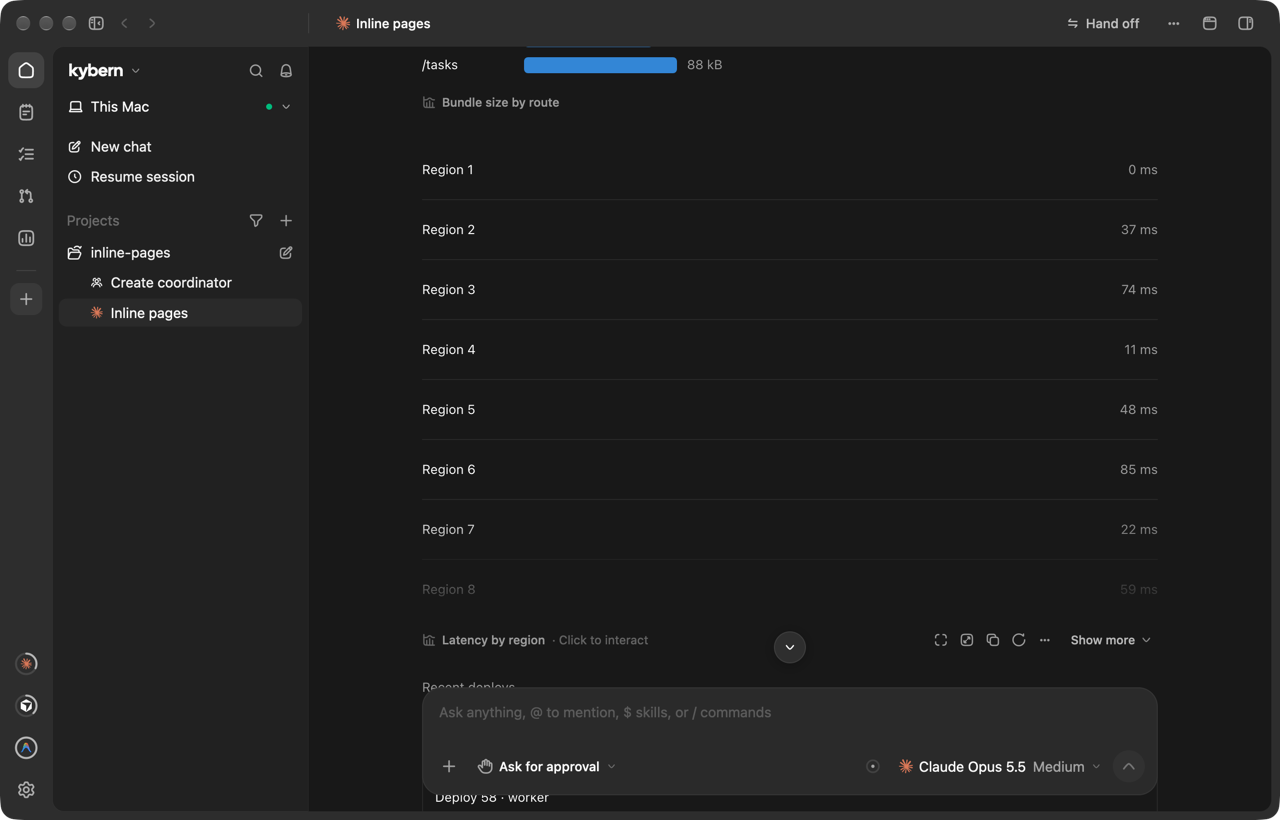 Inline pages
Hand off
kybern
This Mac
New chat
Resume session
Projects
inline-pages
Create coordinator
Inline pages
/tasks 88 kB
Bundle size by route
Region 1 0 ms
Region 2 37 ms
Region 3 74 ms
Region 4 11 ms
Region 5 48 ms
Region 6 85 ms
Region 7 22 ms
Region 8 59 ms
Latency by region · Click to interact Show more
Recent deploys
Ask anything, @ to mention, $ skills, or / commands
Ask for approval Claude Opus 5.5 Medium
Deploy 58 · worker